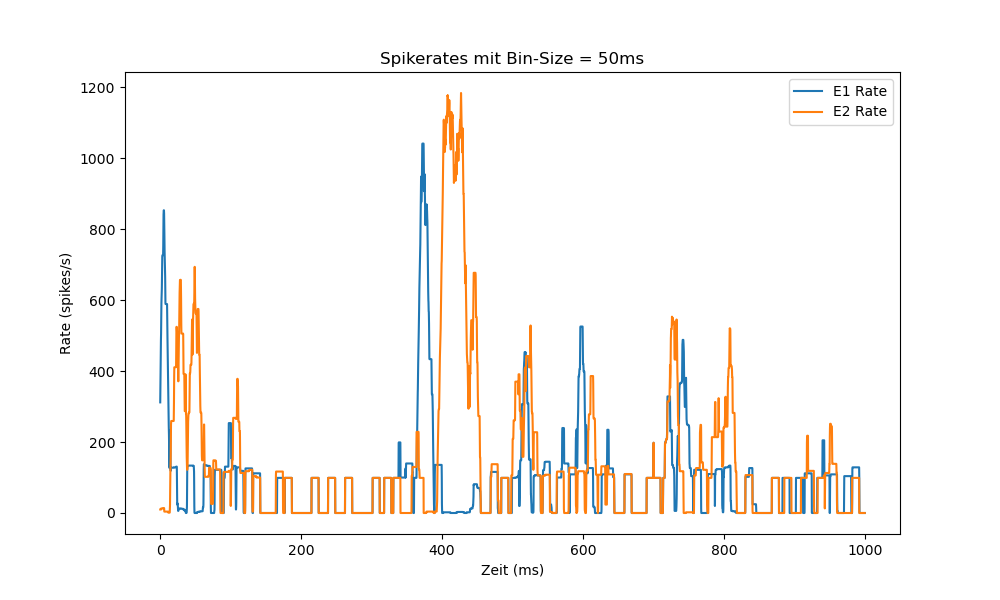 Spikerates mit Bin-Size = 50ms
E1 Rate
E2 Rate
1200
1000
800
600
400
200
0
Rate (spikes/s)
0 200 400 600 800 1000
Zeit (ms)